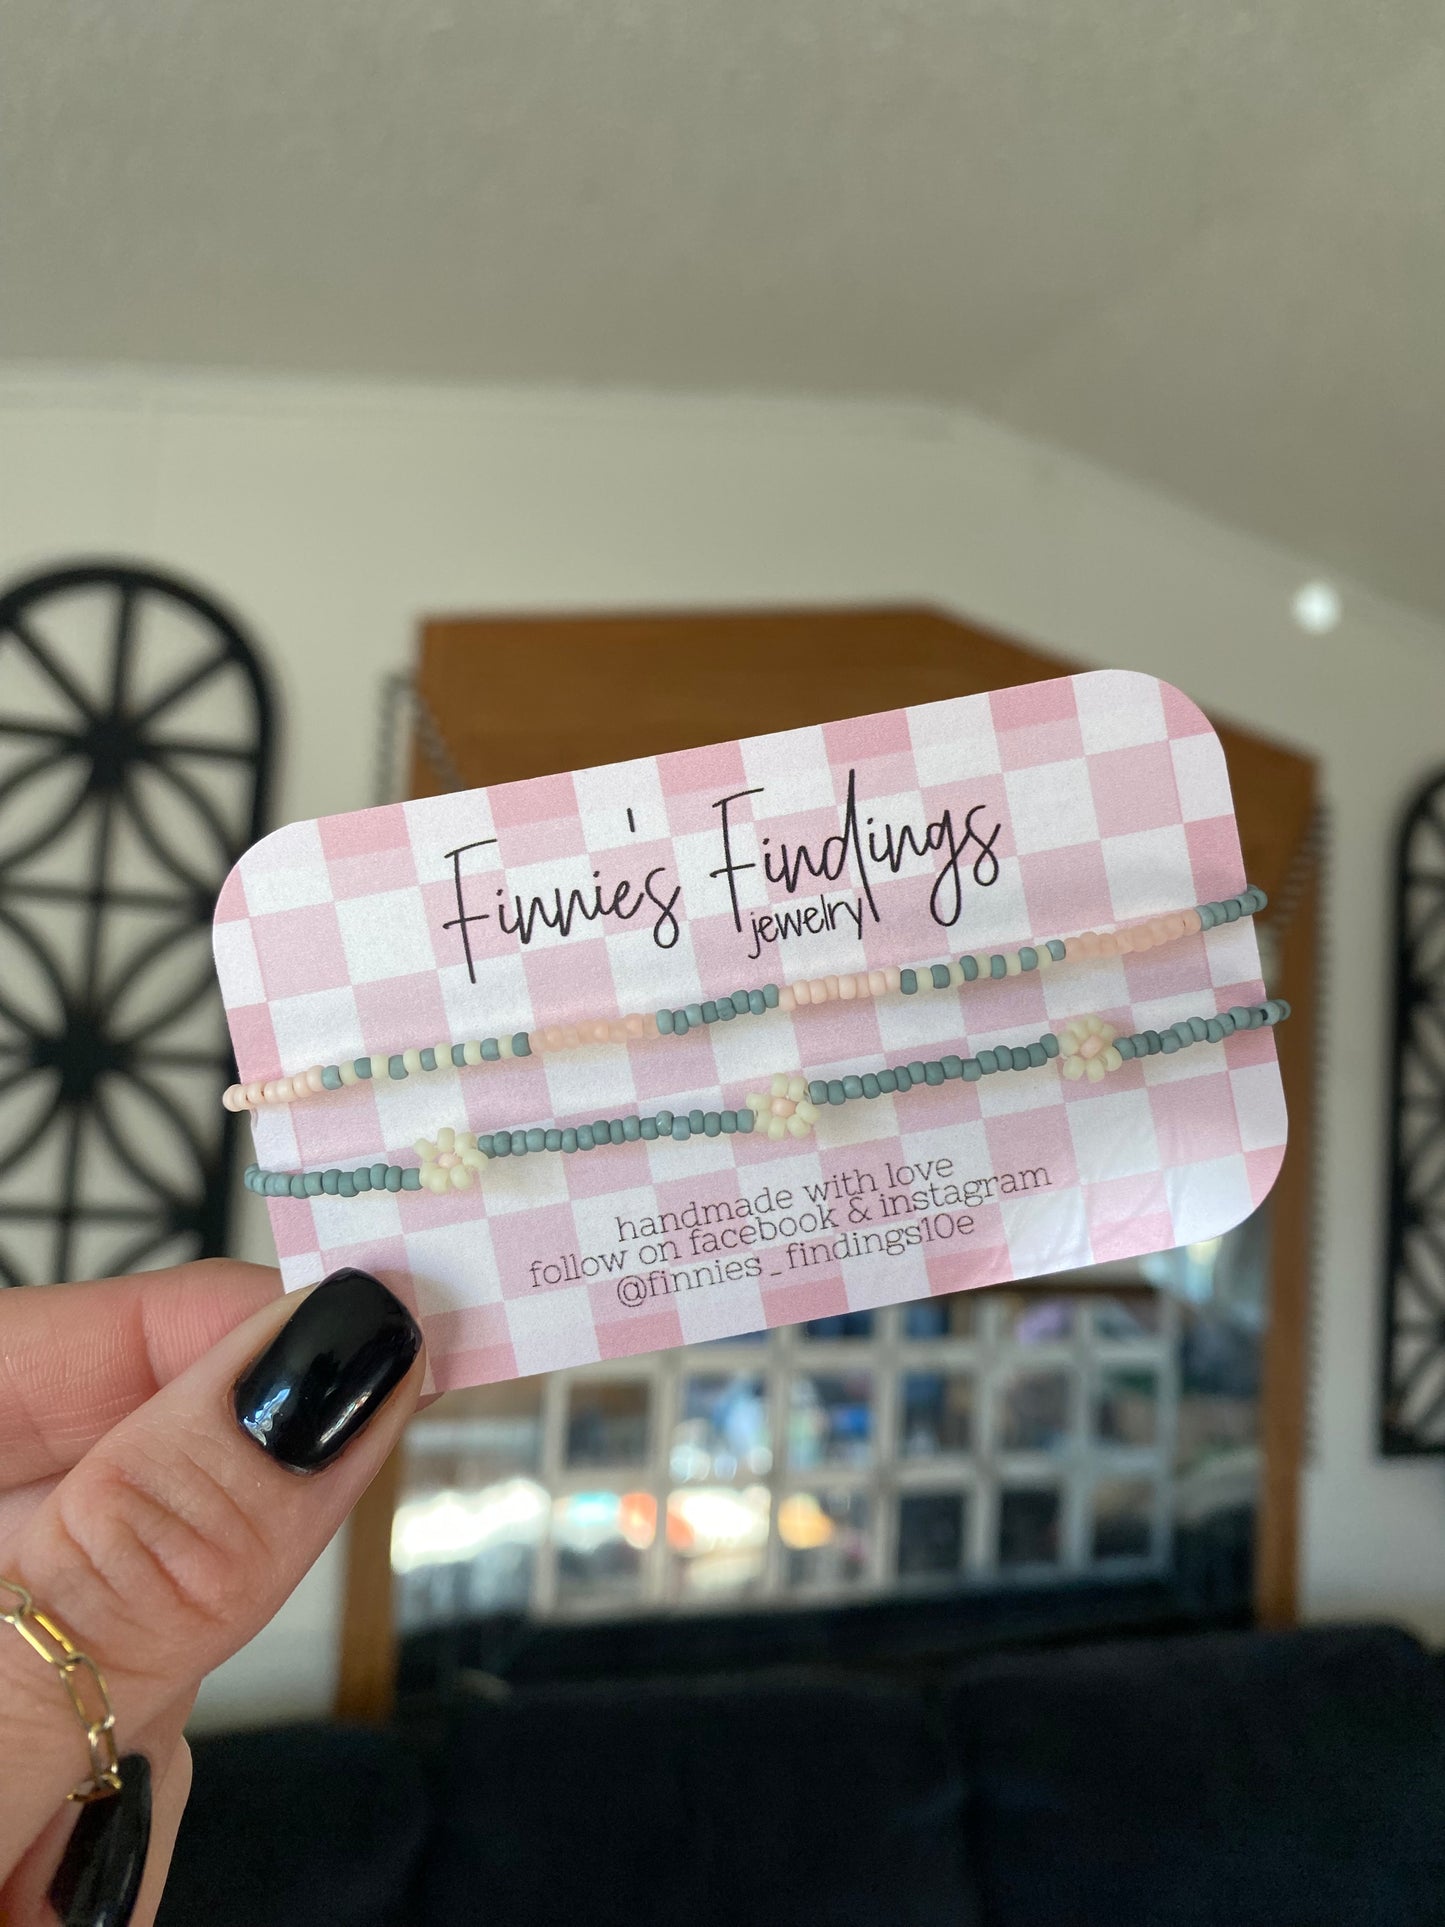 Finnie's Findings
jewelry
handmade with love
follow on facebook & instagram
@finnies_findings10e